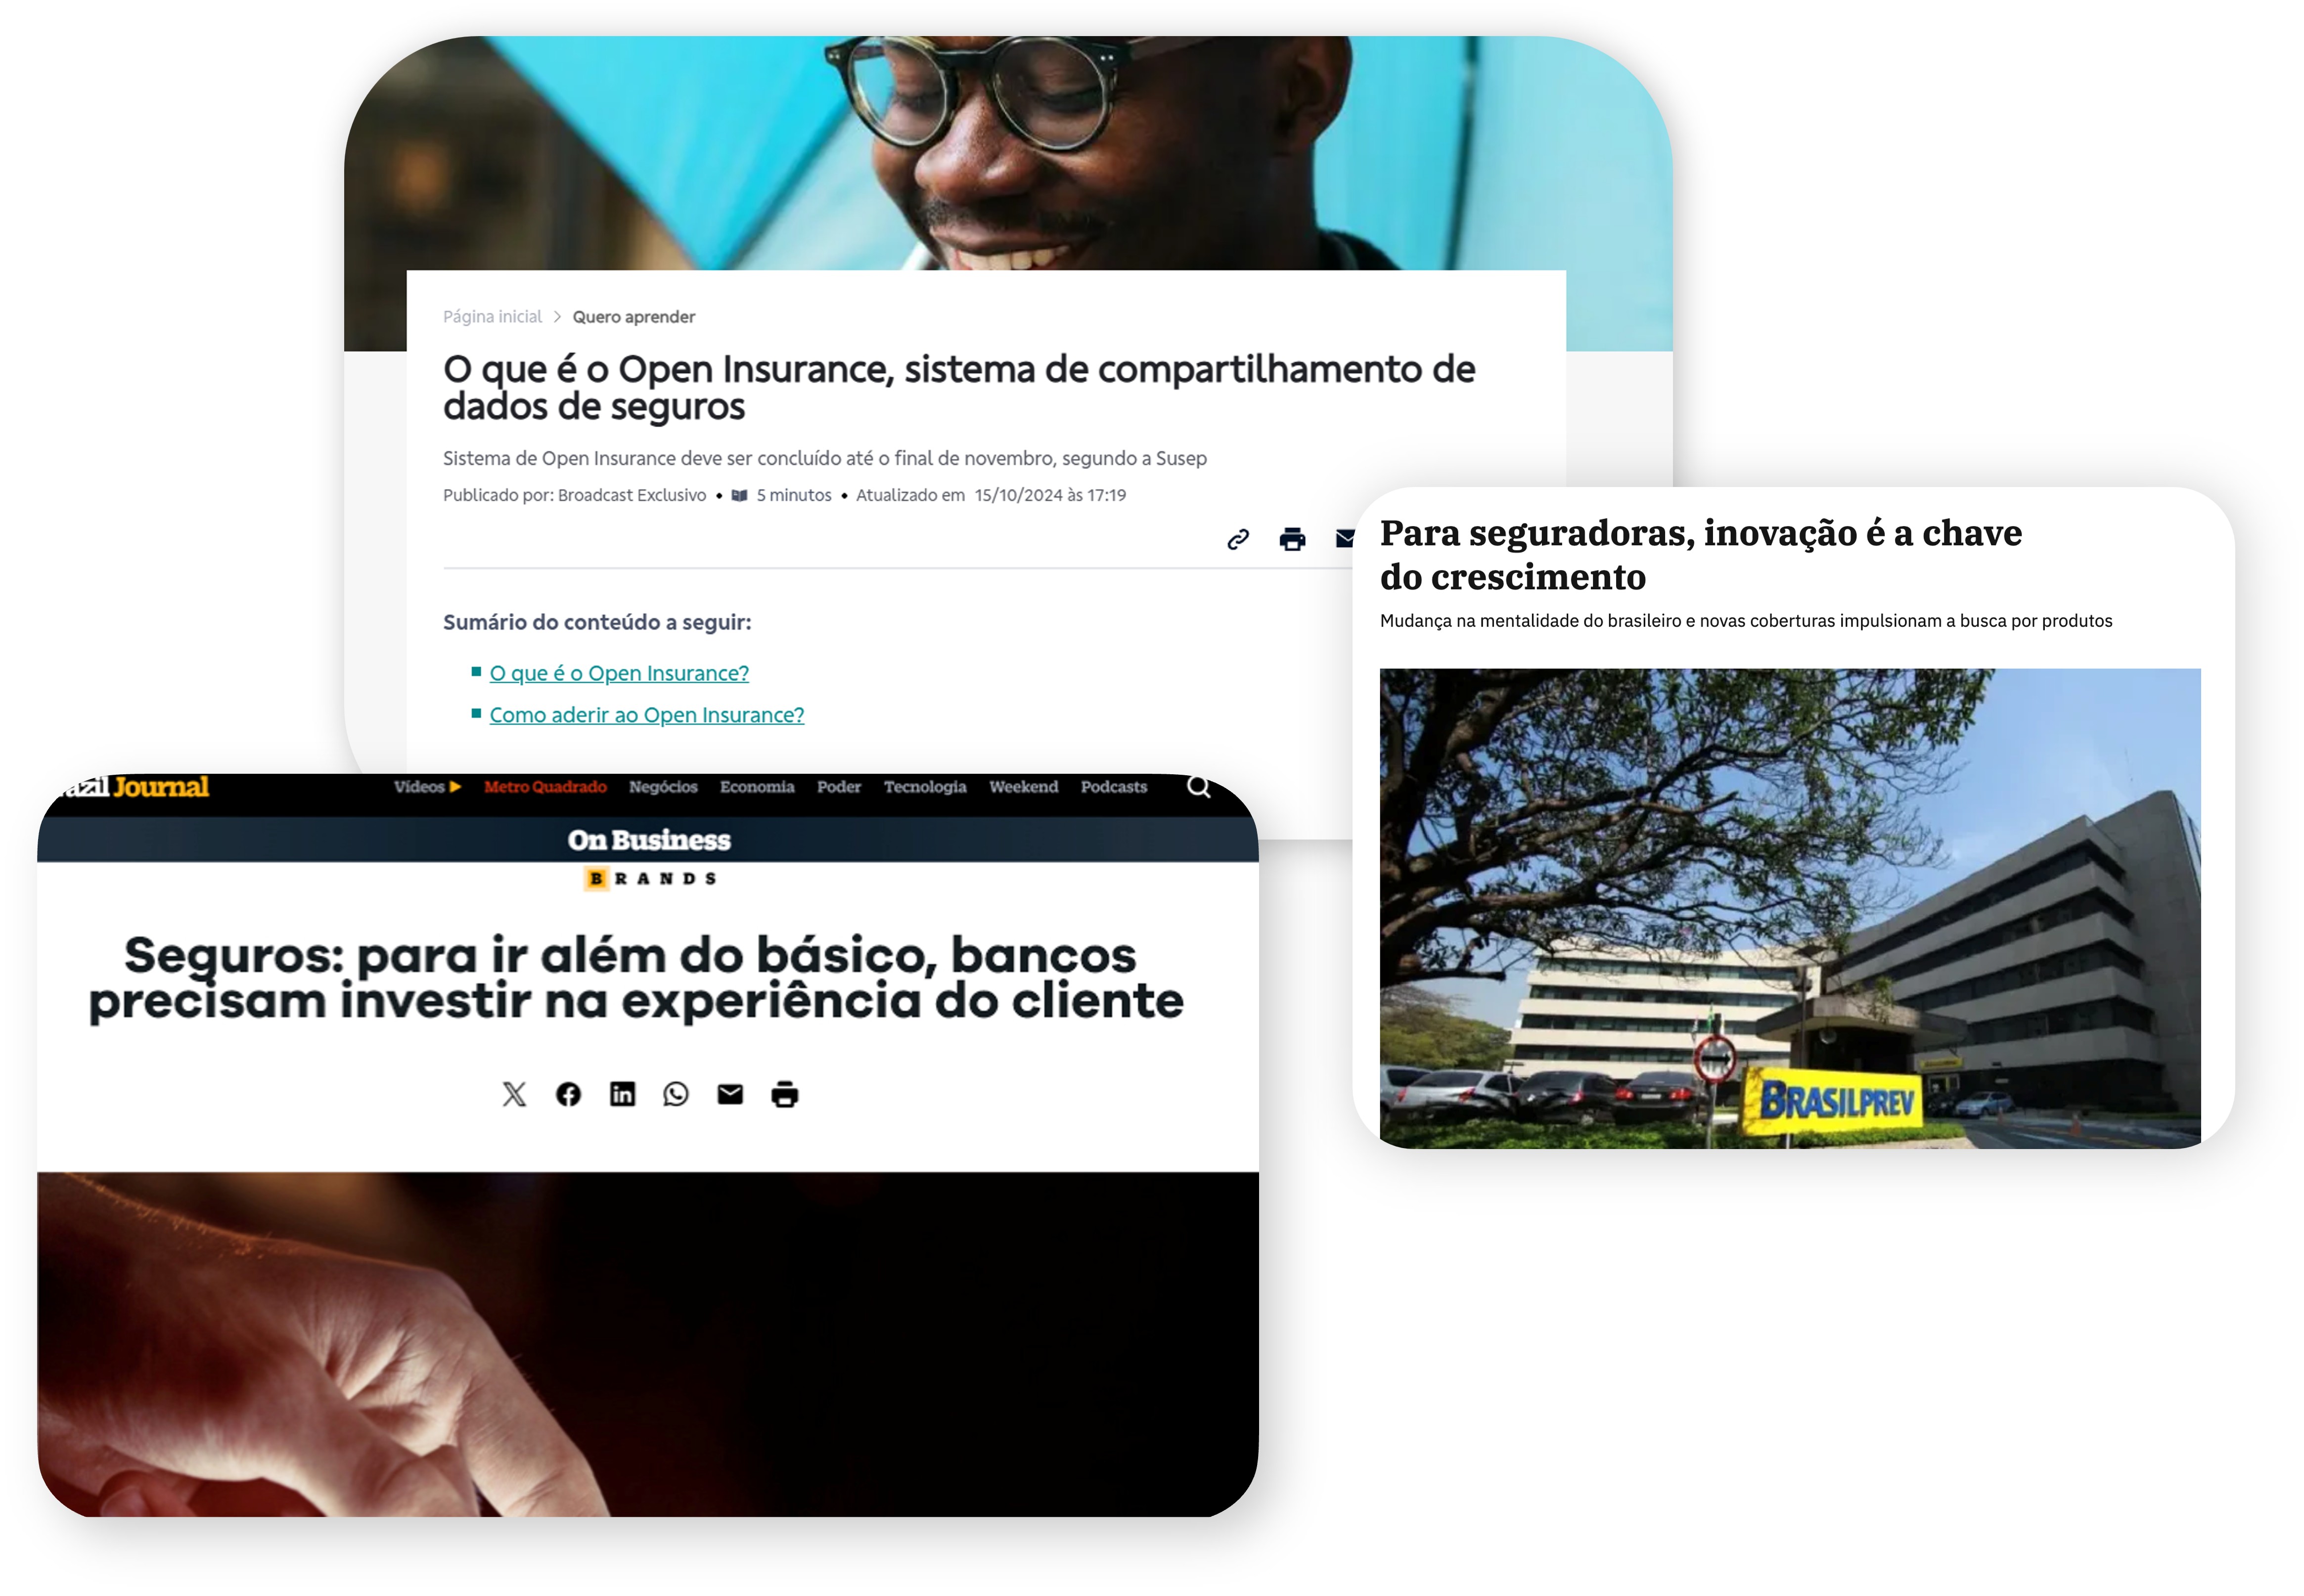 Página inicial > Quero aprender
O que é o Open Insurance, sistema de compartilhamento de
dados de seguros
Sistema de Open Insurance deve ser concluído até o final de novembro, segundo a Susep
Publicado por: Broadcast Exclusivo • 5 minutos • Atualizado em 15/10/2024 às 17:19
Sumário do conteúdo a seguir:
O que é o Open Insurance?
Como aderir ao Open Insurance?
Para seguradoras, inovação é a chave
do crescimento
Mudança na mentalidade do brasileiro e novas coberturas impulsionam a busca por produtos
BRASILPREV
azil Journal
Vídeos Metro Quadrado Negócios Economia Poder Tecnologia Weekend Podcasts
On Business
BRANDS
Seguros: para ir além do básico, bancos
precisam investir na experiência do cliente